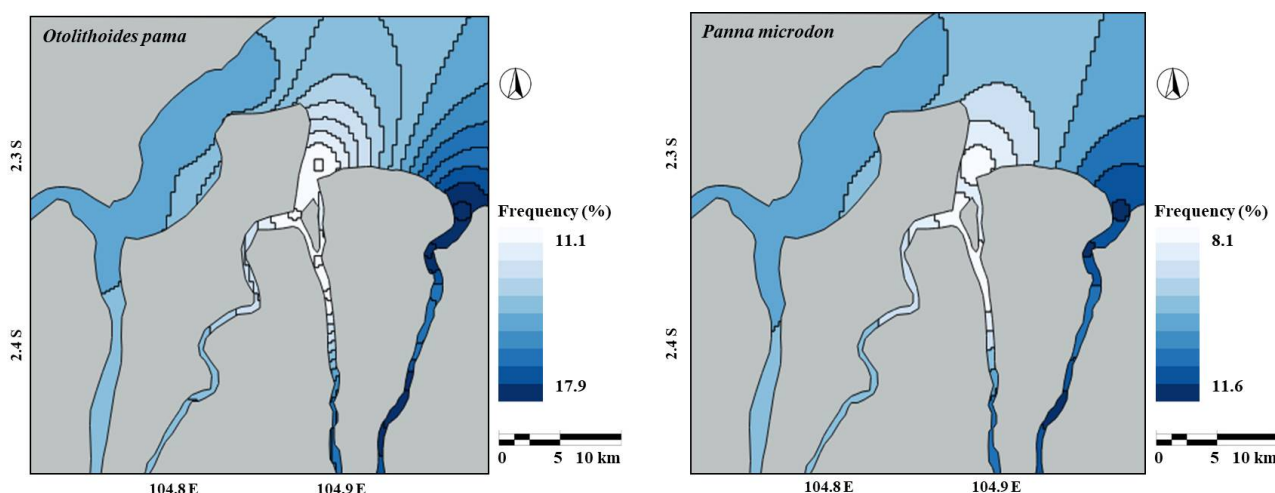 Otolithoides pama
2.3 S
2.4 S
104.8 E
104.9 E
Frequency (%)
11.1
17.9
0 5 10 km
Panna microdon
2.3 S
2.4 S
104.8 E
104.9 E
Frequency (%)
8.1
11.6
0 5 10 km